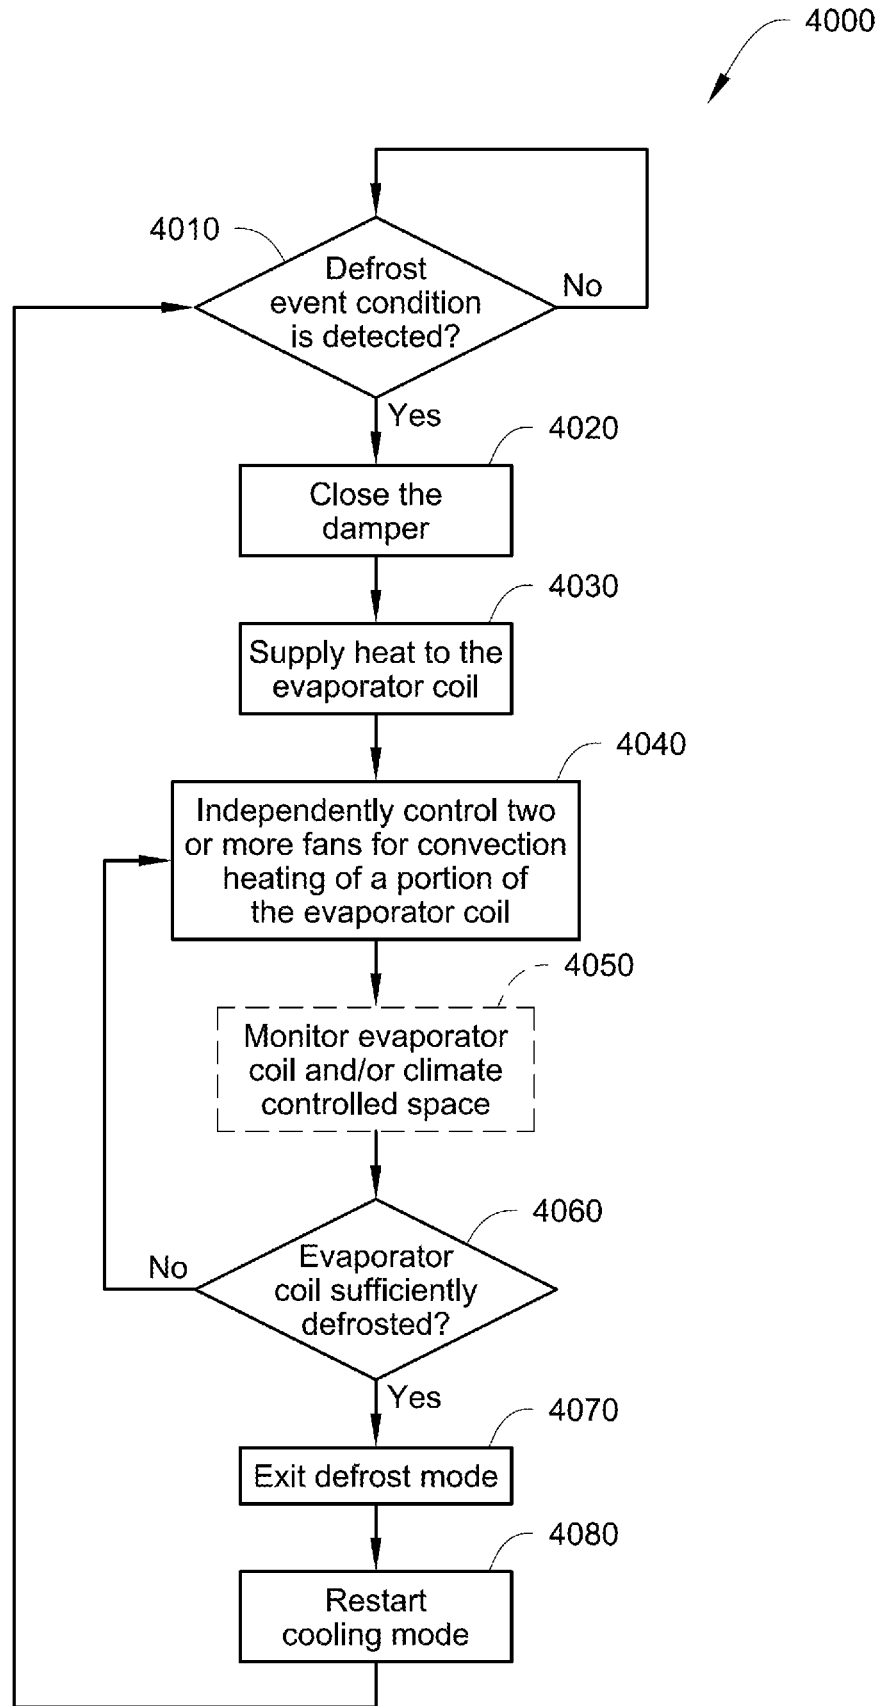 4000
4010
Defrost
event condition
is detected?
No
Yes
4020
Close the
damper
4030
Supply heat to the
evaporator coil
4040
Independently control two
or more fans for convection
heating of a portion of
the evaporator coil
4050
Monitor evaporator
coil and/or climate
controlled space
4060
Evaporator
coil sufficiently
defrosted?
No
Yes
4070
Exit defrost mode
4080
Restart
cooling mode